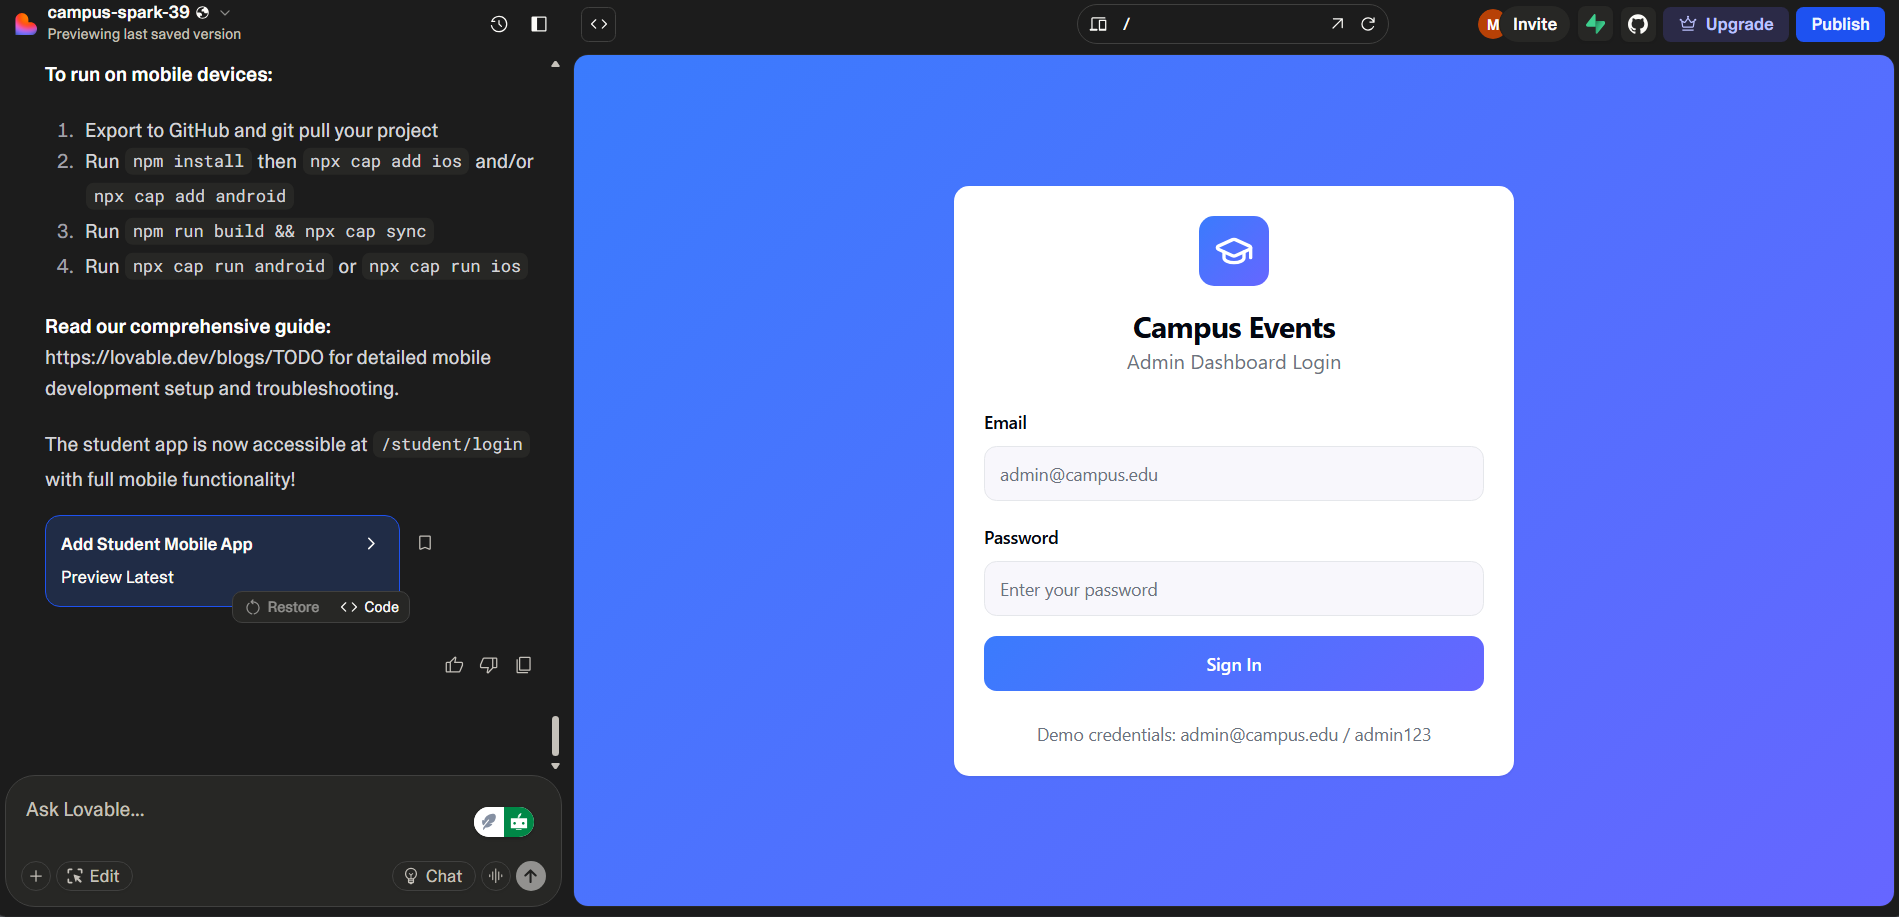 campus-spark-39
Previewing last saved version
/
M
Invite
Upgrade
Publish
To run on mobile devices:
1. Export to GitHub and git pull your project
2. Run npm install then npx cap add ios and/or
npx cap add android
3. Run npm run build && npx cap sync
4. Run npx cap run android or npx cap run ios
Read our comprehensive guide:
https://lovable.dev/blogs/TODO for detailed mobile
development setup and troubleshooting.
The student app is now accessible at /student/login
with full mobile functionality!
Add Student Mobile App
Preview Latest
Restore
Code
Ask Lovable...
Edit
Chat
Campus Events
Admin Dashboard Login
Email
admin@campus.edu
Password
Enter your password
Sign In
Demo credentials: admin@campus.edu / admin123